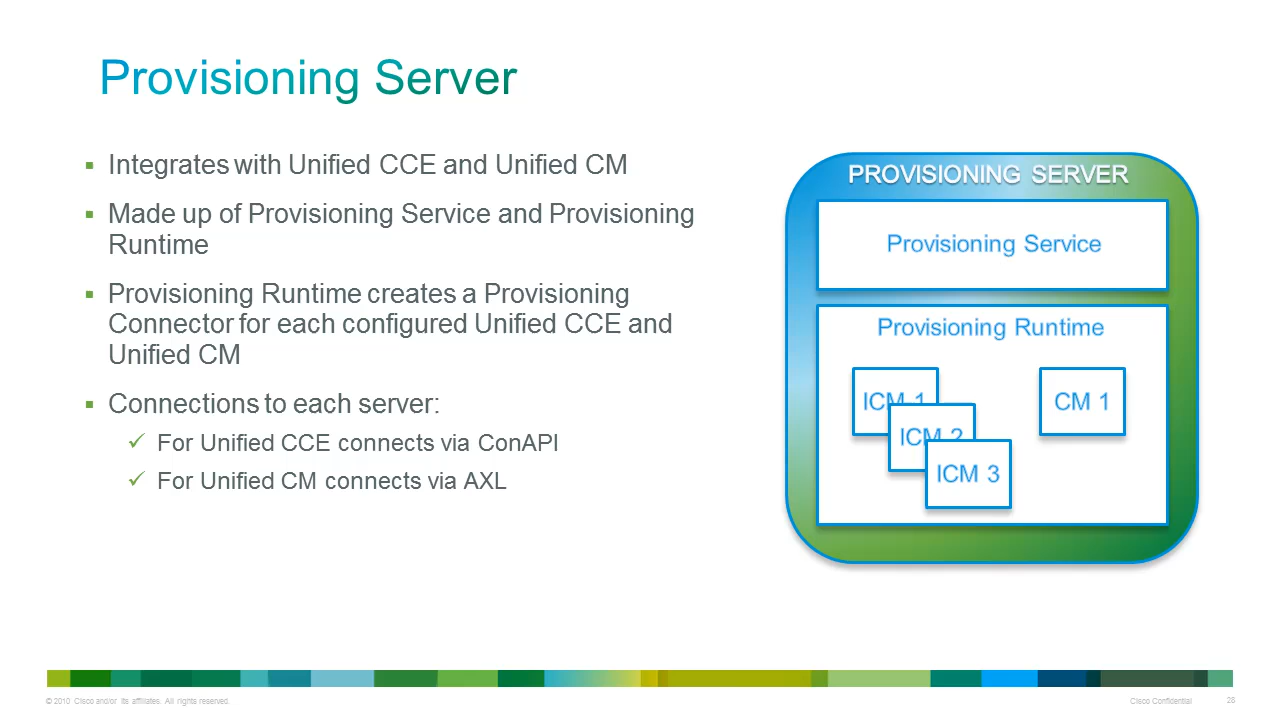 Provisioning Server
Integrates with Unified CCE and Unified CM
Made up of Provisioning Service and Provisioning
Runtime
Provisioning Runtime creates a Provisioning
Connector for each configured Unified CCE and
Unified CM
Connections to each server:
For Unified CCE connects via ConAPI
For Unified CM connects via AXL
PROVISIONING SERVER
Provisioning Service
Provisioning Runtime
ICM 1
ICM 2
ICM 3
CM 1
© 2010 Cisco and/or its affiliates. All rights reserved.
Cisco Confidential
28